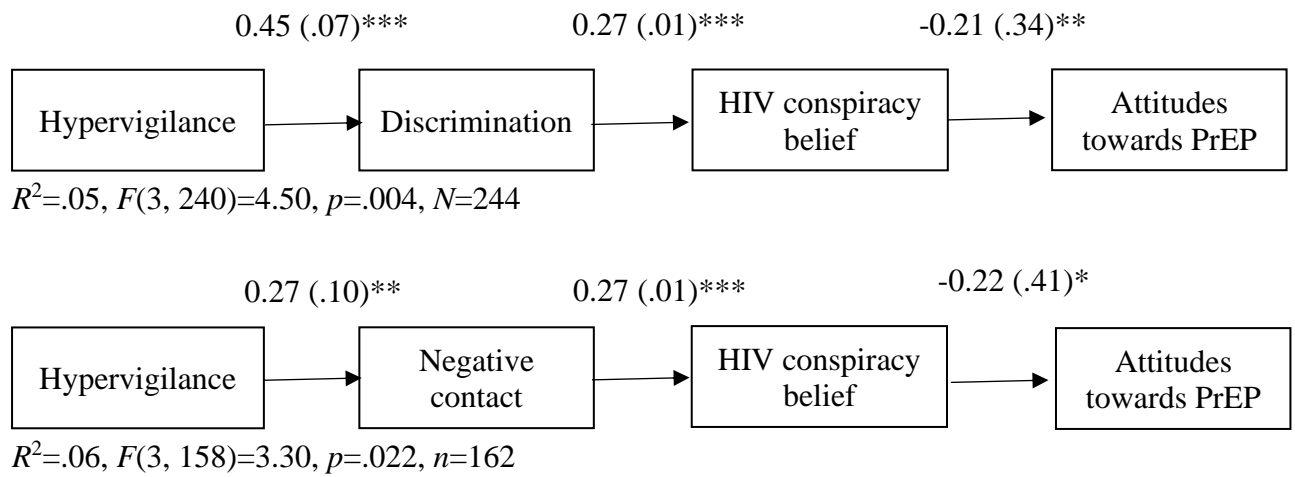 0.45 (.07)*** 0.27 (.01)*** -0.21 (.34)**
Hypervigilance Discrimination HIV conspiracy belief Attitudes towards PrEP
R²=.05, F(3, 240)=4.50, p=.004, N=244
0.27 (.10)** 0.27 (.01)*** -0.22 (.41)*
Hypervigilance Negative contact HIV conspiracy belief Attitudes towards PrEP
R²=.06, F(3, 158)=3.30, p=.022, n=162